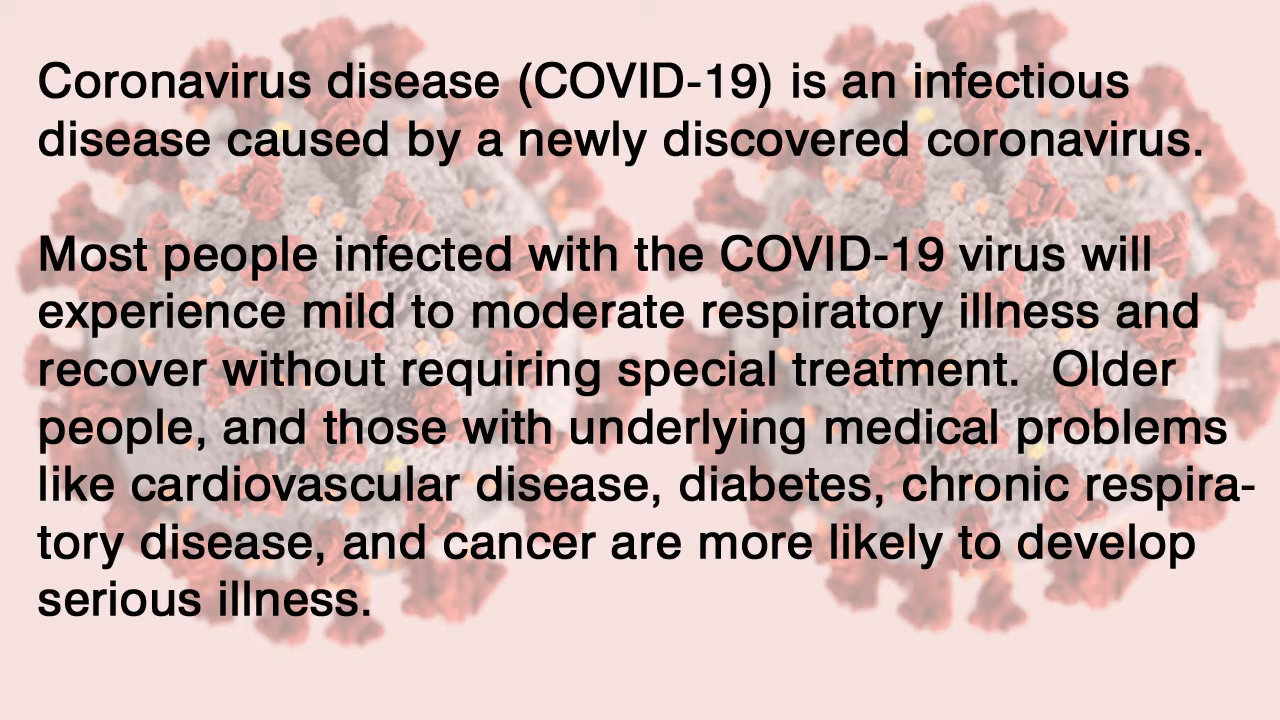 Coronavirus disease (COVID-19) is an infectious
disease caused by a newly discovered coronavirus.
Most people infected with the COVID-19 virus will
experience mild to moderate respiratory illness and
recover without requiring special treatment.  Older
people, and those with underlying medical problems
like cardiovascular disease, diabetes, chronic respira-
tory disease, and cancer are more likely to develop
serious illness.